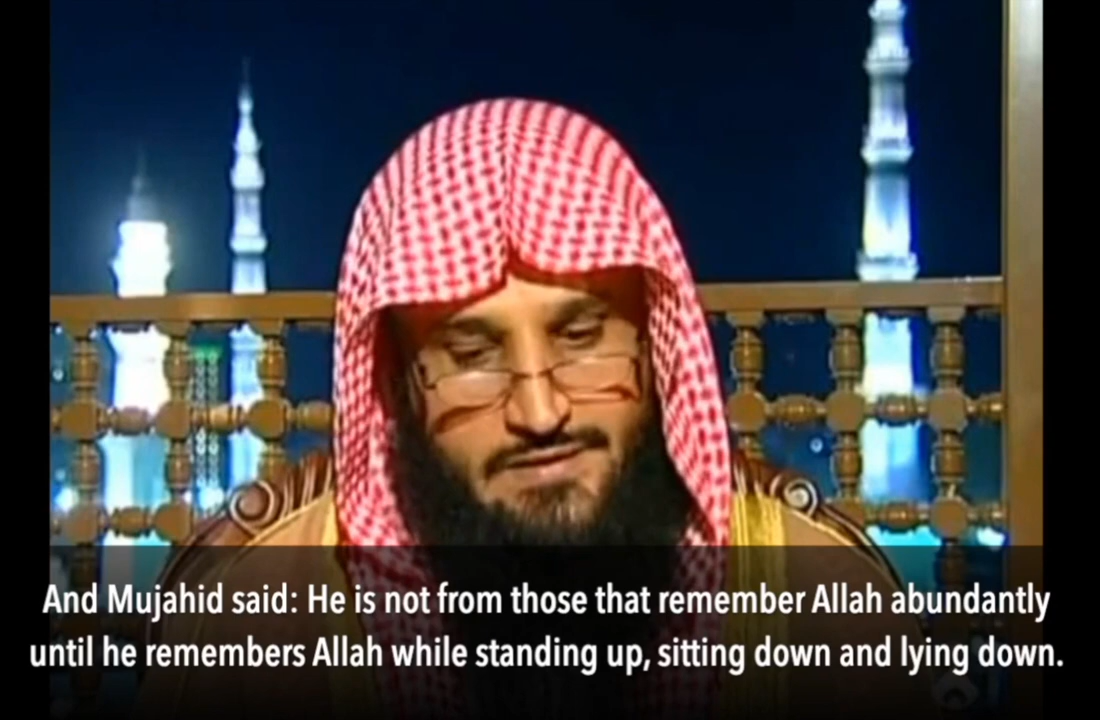 And Mujahid said: He is not from those that remember Allah abundantly
until he remembers Allah while standing up, sitting down and lying down.